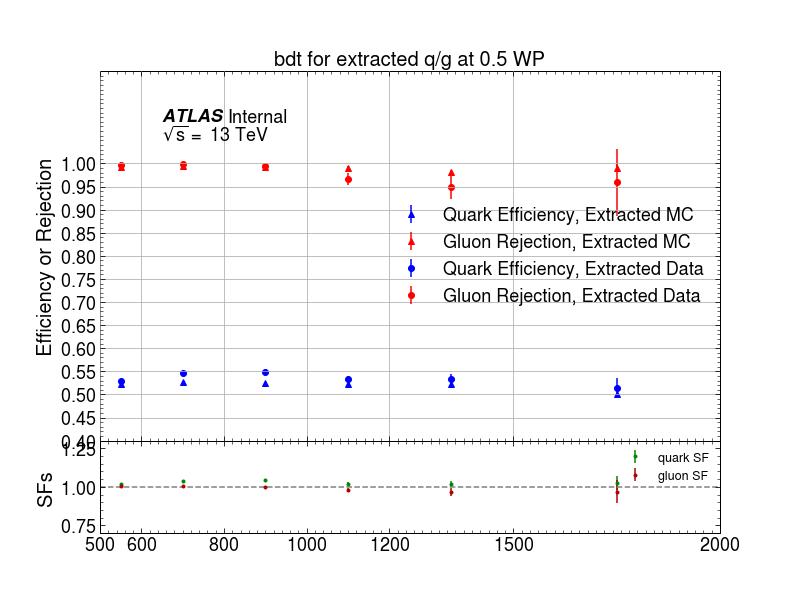 bdt for extracted q/g at 0.5 WP
ATLAS Internal
√s = 13 TeV
Efficiency or Rejection
1.00
0.95
0.90
0.85
0.80
0.75
0.70
0.65
0.60
0.55
0.50
0.45
0.40
Quark Efficiency, Extracted MC
Gluon Rejection, Extracted MC
Quark Efficiency, Extracted Data
Gluon Rejection, Extracted Data
SFs
1.25
1.00
0.75
quark SF
gluon SF
500 600 800 1000 1200 1500 2000